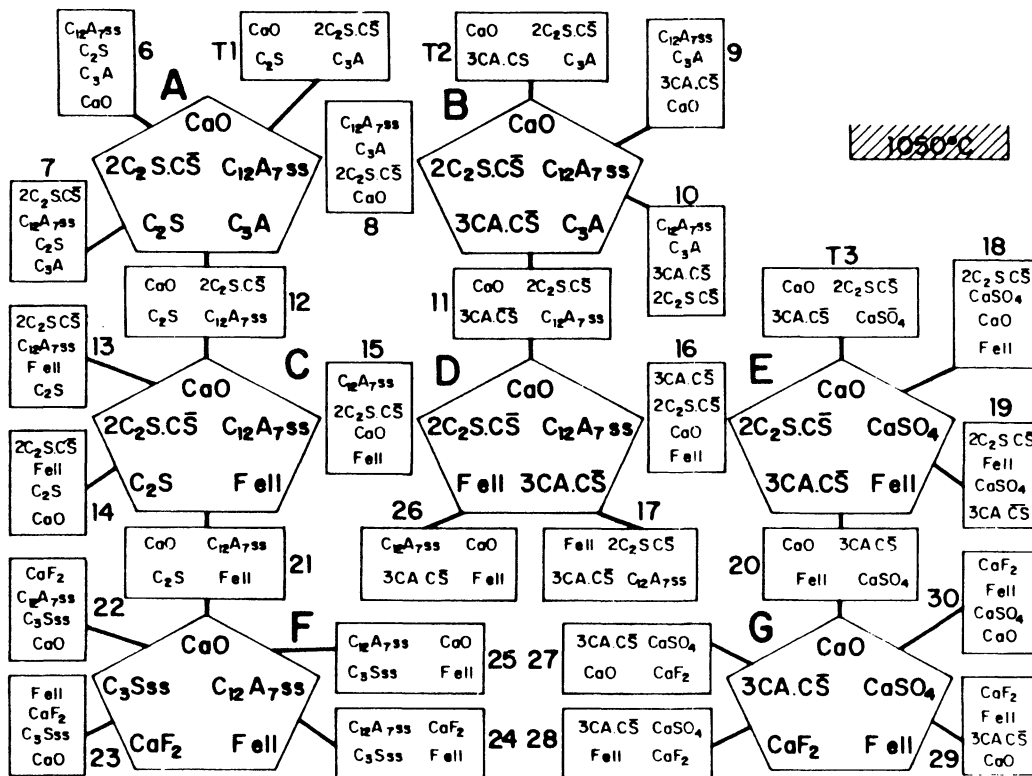 C₁₂A₇ss
C₂S
C₃A
CaO
6
T1
CaO 2C₂S.CS̄
C₂S C₃A
T2
CaO 2C₂S.CS̄
3CA.CS C₃A
C₁₂A₇ss
C₃A
3CA.CS̄
CaO
9
1050°C
A
CaO
2C₂S.CS̄ C₁₂A₇ss
C₂S C₃A
7
2C₂S.CS̄
C₁₂A₇ss
C₂S
C₃A
C₁₂A₇ss
C₃A
2C₂S.CS̄
CaO
8
B
CaO
2C₂S.CS̄ C₁₂A₇ss
3CA.CS̄ C₃A
10
C₁₂A₇ss
C₃A
3CA.CS̄
2C₂S.CS̄
CaO 2C₂S.CS̄
C₂S C₁₂A₇ss
12
11
CaO 2C₂S.CS̄
3CA.CS̄ C₁₂A₇ss
T3
CaO 2C₂S CS̄
3CA.CS̄ CaSO₄
18
2C₂S CS̄
CaSO₄
CaO
FeII
2C₂S CS̄
C₁₂A₇ss
FeII
C₂S
13
C
CaO
2C₂S.CS̄ C₁₂A₇ss
C₂S FeII
15
C₁₂A₇ss
2C₂S.CS̄
CaO
FeII
D
CaO
2C₂S.CS̄ C₁₂A₇ss
FeII 3CA.CS̄
16
3CA.CS̄
2C₂S.CS̄
CaO
FeII
E
CaO
2C₂S.CS̄ CaSO₄
3CA.CS̄ FeII
19
2C₂S CS̄
FeII
CaSO₄
3CA CS̄
2C₂S.CS̄
FeII
C₂S
CaO
14
CaO C₁₂A₇ss
C₂S FeII
21
26
C₁₂A₇ss CaO
3CA CS̄ FeII
17
FeII 2C₂S CS̄
3CA.CS̄ C₁₂A₇ss
20
CaO 3CA CS̄
FeII CaSO₄
CaF₂
C₁₂A₇ss
C₃Sss
CaO
22
F
CaO
C₃Sss C₁₂A₇ss
CaF₂ FeII
C₁₂A₇ss CaO
C₃Sss FeII
25
27
3CA.CS̄ CaSO₄
CaO CaF₂
G
CaO
3CA.CS̄ CaSO₄
CaF₂ FeII
30
CaF₂
FeII
CaSO₄
CaO
FeII
CaF₂
C₃Sss
CaO
23
C₁₂A₇ss CaF₂
C₃Sss FeII
24
28
3CA.CS̄ CaSO₄
FeII CaF₂
CaF₂
FeII
3CA CS̄
CaO
29